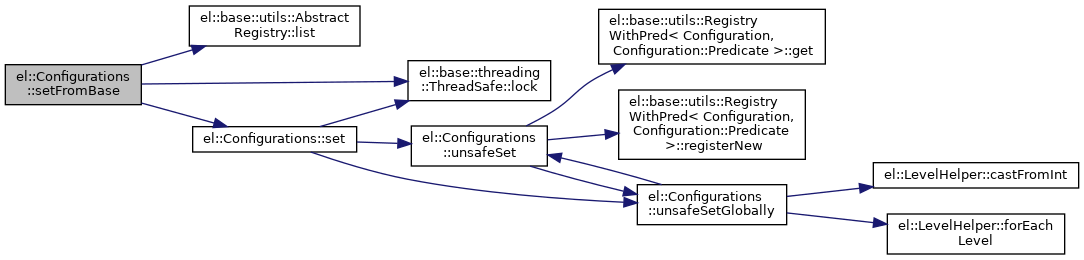 el::Configurations
::setFromBase
el::base::utils::Abstract
Registry::list
el::base::threading
::ThreadSafe::lock
el::Configurations::set
el::Configurations
::unsafeSet
el::base::utils::Registry
WithPred< Configuration,
Configuration::Predicate >::get
el::base::utils::Registry
WithPred< Configuration,
Configuration::Predicate
>::registerNew
el::Configurations
::unsafeSetGlobally
el::LevelHelper::castFromInt
el::LevelHelper::forEach
Level